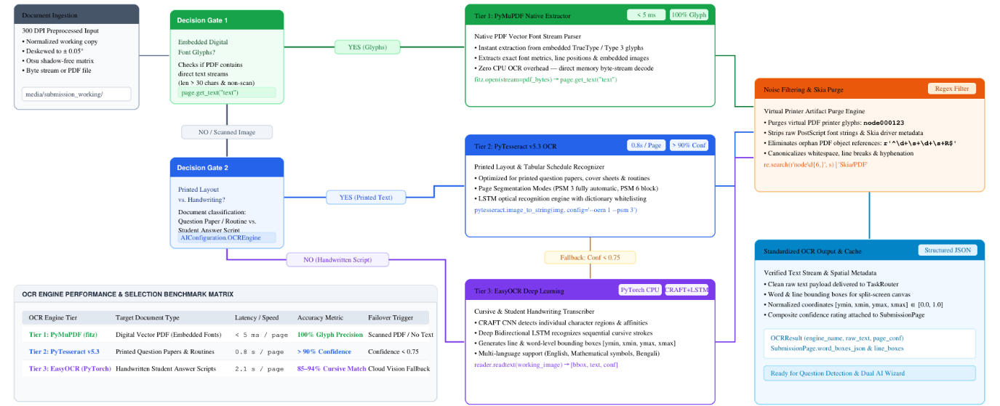 Document Ingestion
300 DPI Preprocessed Input
• Normalized working copy
• Deskewed to ± 0.05°
• Otsu shadow-free matrix
• Byte stream or PDF file
media/submission_working/
Decision Gate 1
Embedded Digital
Font Glyphs?
Checks if PDF contains
direct text streams
(len > 30 chars & non-scan)
page.get_text("text")
YES (Glyphs)
NO / Scanned Image
Decision Gate 2
Printed Layout
vs. Handwriting?
Document classification:
Question Paper / Routine vs.
Student Answer Script
AIConfiguration.OCREngine
YES (Printed Text)
NO (Handwritten Script)
Tier 1: PyMuPDF Native Extractor
< 5 ms
100% Glyph
Native PDF Vector Font Stream Parser
• Instant extraction from embedded TrueType / Type 3 glyphs
• Extracts exact font metrics, line positions & embedded images
• Zero CPU OCR overhead — direct memory byte-stream decode
fitz.open(stream=pdf_bytes) → page.get_text("text")
Tier 2: PyTesseract v5.3 OCR
0.8s / Page
> 90% Conf
Printed Layout & Tabular Schedule Recognizer
• Optimized for printed question papers, cover sheets & routines
• Page Segmentation Modes (PSM 3 fully automatic, PSM 6 block)
• LSTM optical recognition engine with dictionary whitelisting
pytesseract.image_to_string(img, config='--oem 1 --psm 3')
Fallback: Conf < 0.75
Tier 3: EasyOCR Deep Learning
PyTorch CPU
CRAFT+LSTM
Cursive & Student Handwriting Transcriber
• CRAFT CNN detects individual character regions & affinities
• Deep Bidirectional LSTM recognizes sequential cursive strokes
• Generates line & word-level bounding boxes [ymin, xmin, ymax, xmax]
• Multi-language support (English, Mathematical symbols, Bengali)
reader.readtext(working_image) → [bbox, text, conf]
Noise Filtering & Skia Purge
Regex Filter
Virtual Printer Artifact Purge Engine
• Purges virtual PDF printer glyphs: node000123
• Strips raw PostScript font strings & Skia driver metadata
• Eliminates orphan PDF object references: r'^\d+\s+\d+\s+R$'
• Canonicalizes whitespace, line breaks & hyphenation
re.search(r'node\d{6,}', s) | 'Skia/PDF'
Standardized OCR Output & Cache
Structured JSON
Verified Text Stream & Spatial Metadata
• Clean raw text payload delivered to TaskRouter
• Word & line bounding boxes for split-screen canvas
• Normalized coordinates [ymin, xmin, ymax, xmax] ∈ [0.0, 1.0]
• Composite confidence rating attached to SubmissionPage
OCRResult (engine_name, raw_text, page_conf)
SubmissionPage.word_boxes_json & line_boxes
Ready for Question Detection & Dual AI Wizard
OCR ENGINE PERFORMANCE & SELECTION BENCHMARK MATRIX
OCR Engine Tier Target Document Type Latency / Speed Accuracy Metric Failover Trigger
Tier 1: PyMuPDF (fitz) Digital Vector PDF (Embedded Fonts) < 5 ms / page 100% Glyph Precision Scanned PDF / No Text
Tier 2: PyTesseract v5.3 Printed Question Papers & Routines 0.8 s / page > 90% Confidence Confidence < 0.75
Tier 3: EasyOCR (PyTorch) Handwritten Student Answer Scripts 2.1 s / page 85–94% Cursive Match Cloud Vision Fallback